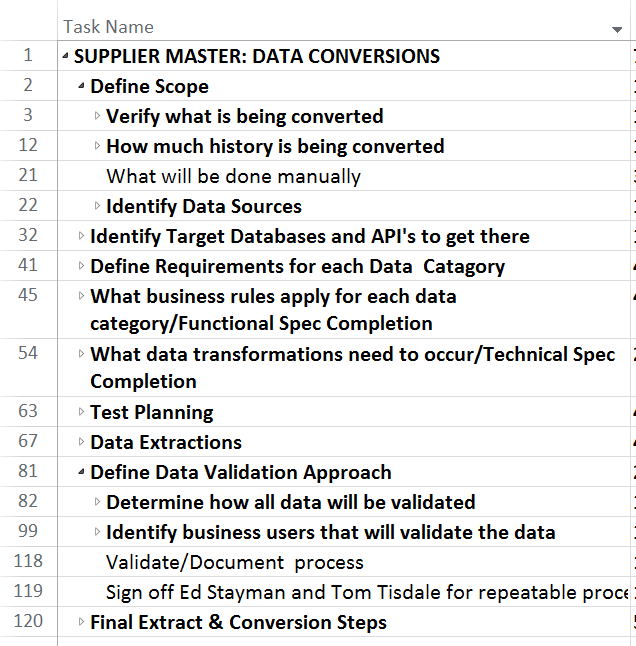 Task Name
1 SUPPLIER MASTER: DATA CONVERSIONS
2 Define Scope
3 Verify what is being converted
12 How much history is being converted
21 What will be done manually
22 Identify Data Sources
32 Identify Target Databases and API's to get there
41 Define Requirements for each Data Catagory
45 What business rules apply for each data
category/Functional Spec Completion
54 What data transformations need to occur/Technical Spec
Completion
63 Test Planning
67 Data Extractions
81 Define Data Validation Approach
82 Determine how all data will be validated
99 Identify business users that will validate the data
118 Validate/Document process
119 Sign off Ed Stayman and Tom Tisdale for repeatable
120 Final Extract & Conversion Steps